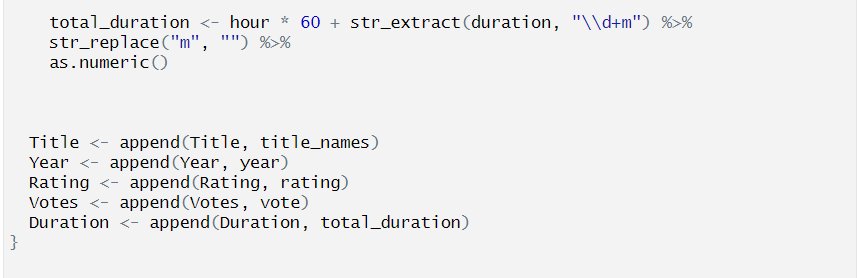 total_duration <- hour * 60 + str_extract(duration, "\\d+m") %>%
str_replace("m", "") %>%
as.numeric()
Title <- append(Title, title_names)
Year <- append(Year, year)
Rating <- append(Rating, rating)
Votes <- append(Votes, vote)
Duration <- append(Duration, total_duration)
}